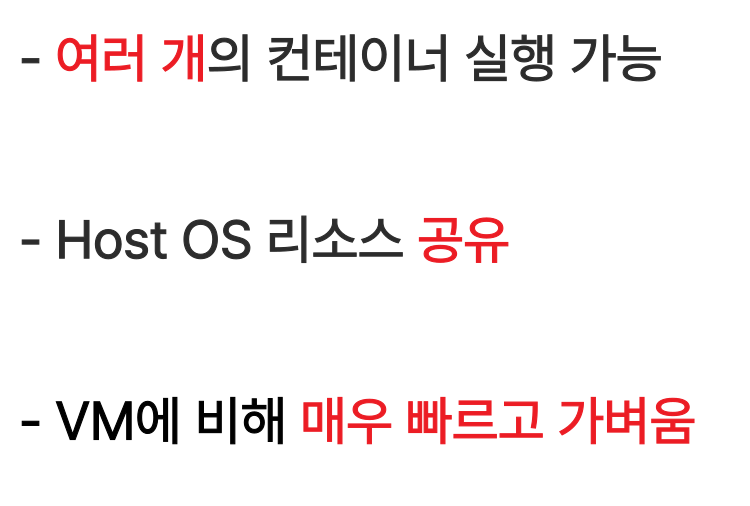 - 여러 개의 컨테이너 실행 가능
- Host OS 리소스 공유
- VM에 비해 매우 빠르고 가벼움